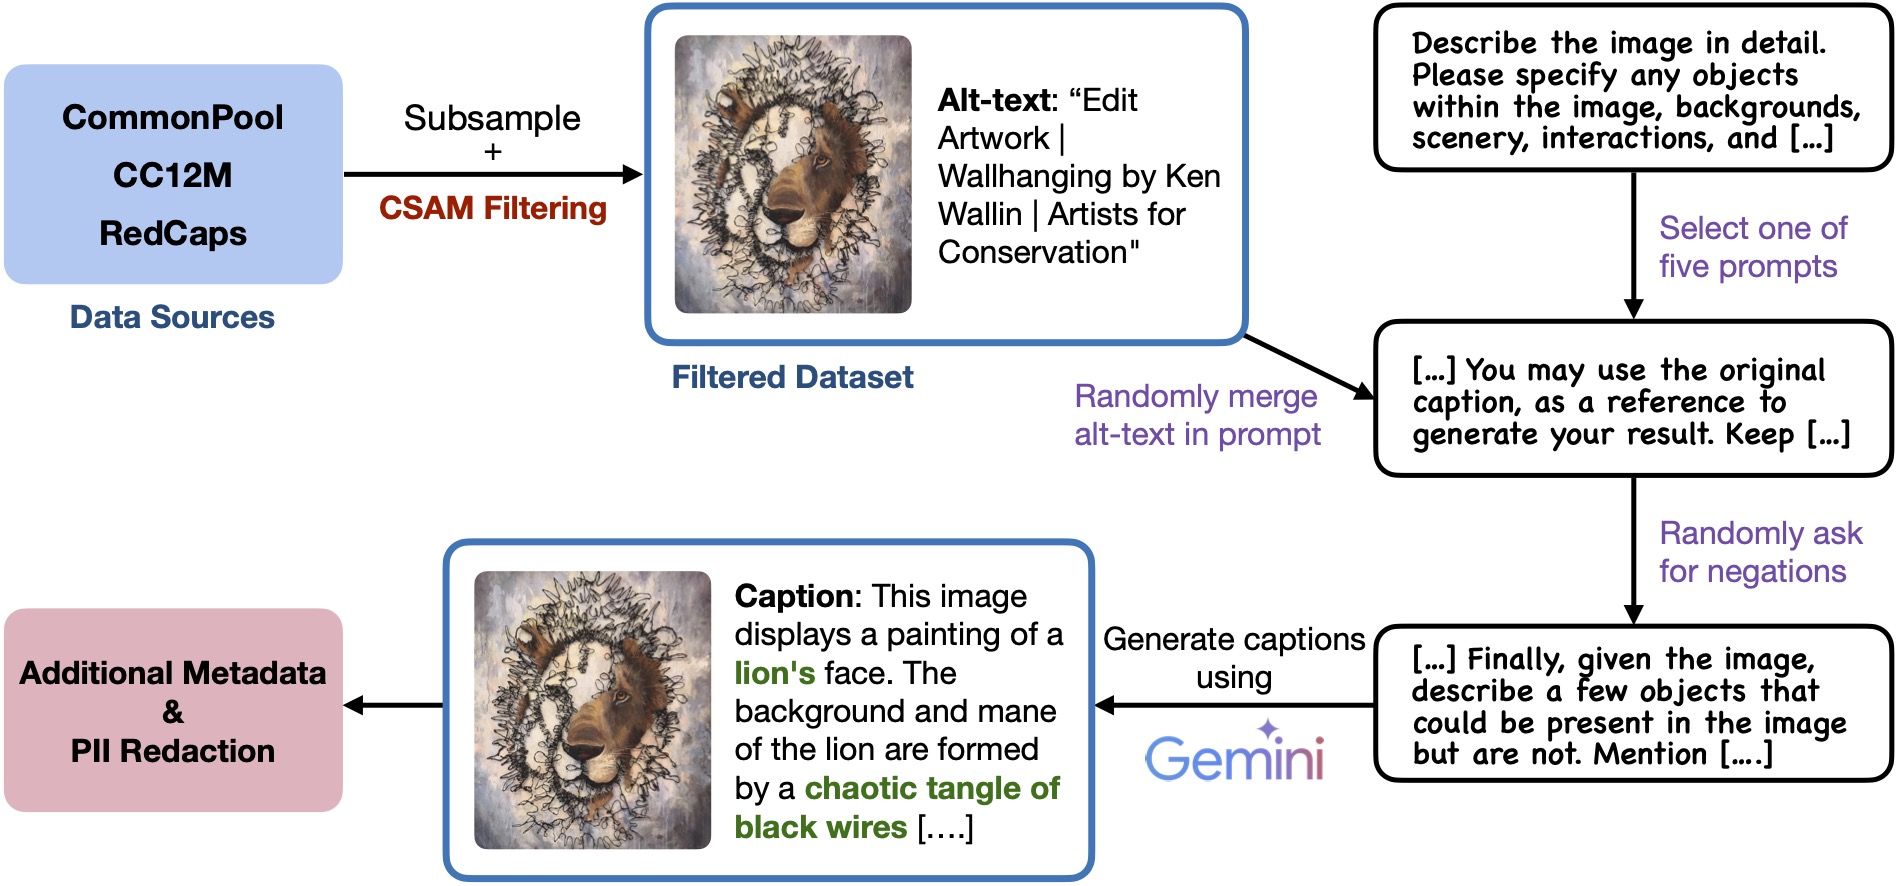 CommonPool
CC12M
RedCaps
Data Sources
Subsample
+
CSAM Filtering
Alt-text: “Edit
Artwork |
Wallhanging by Ken
Wallin | Artists for
Conservation"
Filtered Dataset
Describe the image in detail.
Please specify any objects
within the image, backgrounds,
scenery, interactions, and [...]
Select one of
five prompts
Randomly merge
alt-text in prompt
[...] You may use the original
caption, as a reference to
generate your result. Keep [...]
Randomly ask
for negations
[...] Finally, given the image,
describe a few objects that
could be present in the image
but are not. Mention [....]
Generate captions
using
Gemini
Caption: This image
displays a painting of a
lion's face. The
background and mane
of the lion are formed
by a chaotic tangle of
black wires [....]
Additional Metadata
&
PII Redaction